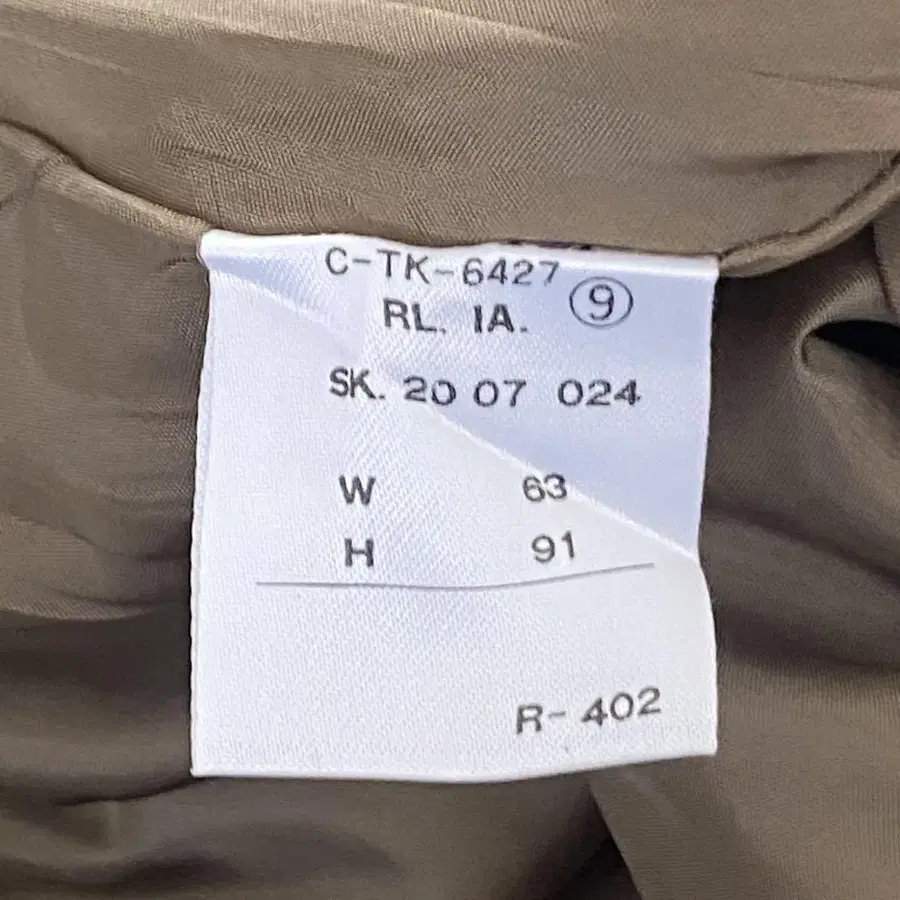 C-TK-6427
RL. IA. ⑨
SK. 20 07 024
W 63
H 91
R- 402